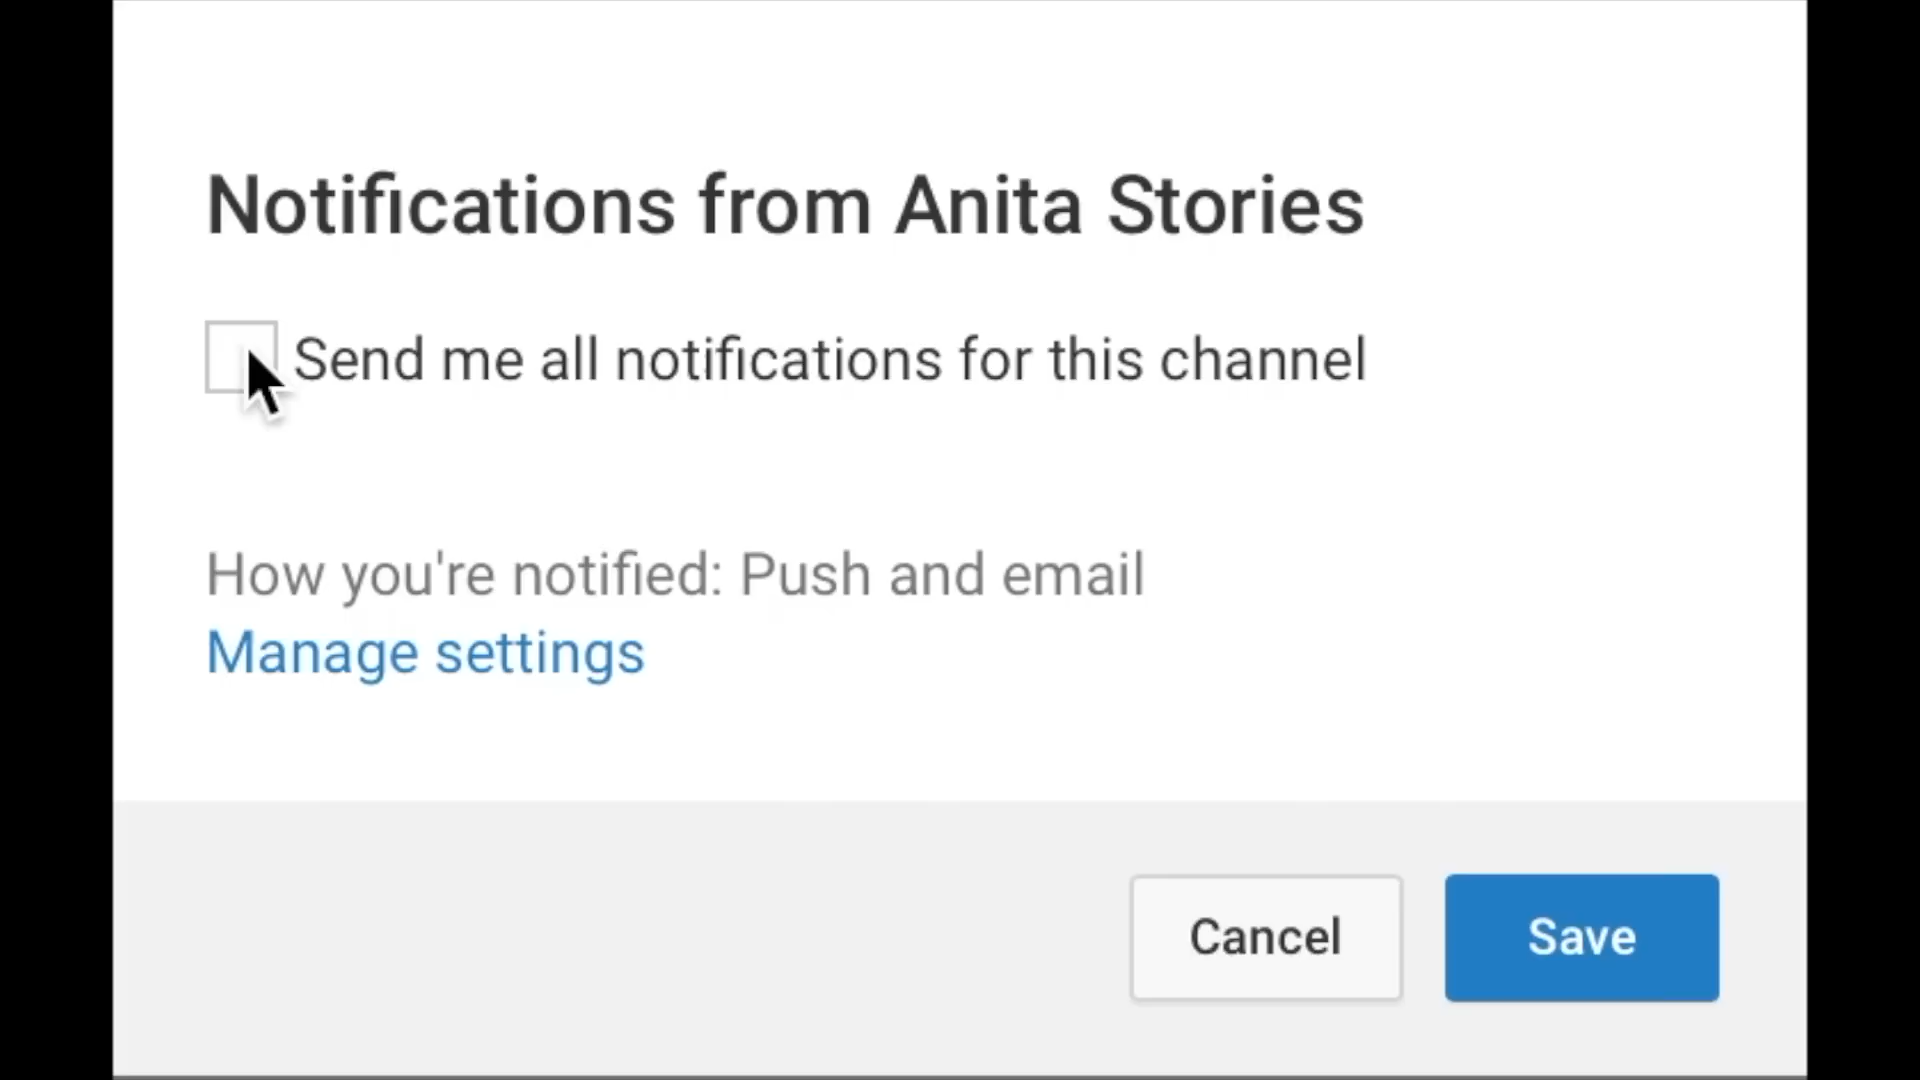 Notifications from Anita Stories
Send me all notifications for this channel
How you're notified: Push and email
Manage settings
Cancel
Save